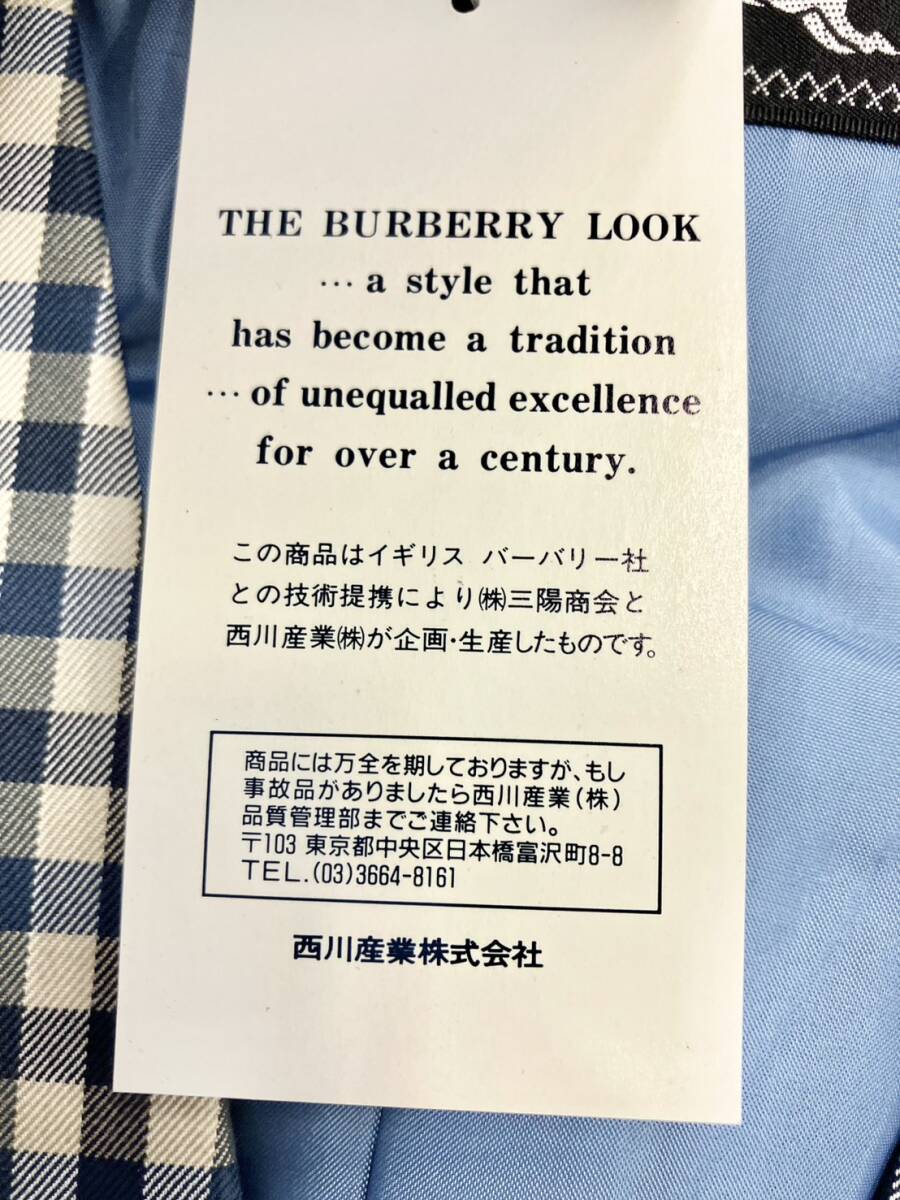 THE BURBERRY LOOK
… a style that
has become a tradition
… of unequalled excellence
for over a century.
この商品はイギリス バーバリー社
との技術提携により㈱三陽商会と
西川産業㈱が企画・生産したものです。
商品には万全を期しておりますが、もし
事故品がありましたら西川産業(株)
品質管理部までご連絡下さい。
〒103 東京都中央区日本橋富沢町8-8
TEL.(03)3664-8161
西川産業株式会社